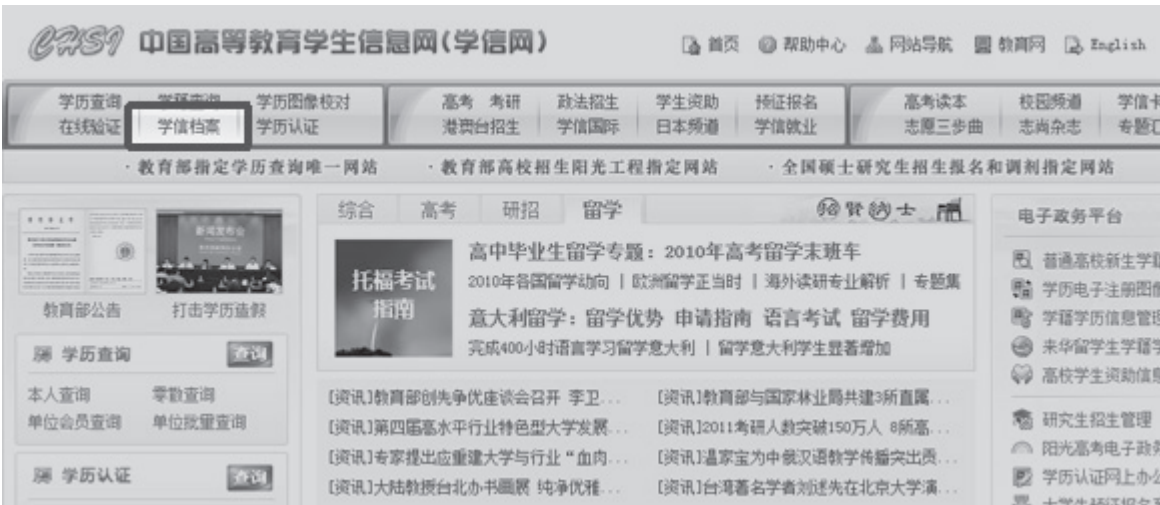 CHSI 中国高等教育学生信息网(学信网) 首页 帮助中心 网站导航 教育网 English
学历查询 学籍查询 学历图像校对 高考 考研 政法招生 学生资助 预征报名 高考读本 校园频道 学信卡
在线验证 学信档案 学历认证 港澳台招生 学信国际 日本频道 学信就业 志愿三步曲 志尚杂志 专题
·教育部指定学历查询唯一网站 ·教育部高校招生阳光工程指定网站 ·全国硕士研究生招生报名和调剂指定网站
新闻发布会
教育部公告 打击学历造假
学历查询 查询
本人查询 零散查询
单位会员查询 单位批量查询
学历认证 查询
综合 高考 研招 留学 招贤纳士
托福考试
指南
高中毕业生留学专题：2010年高考留学末班车
2010年各国留学动向 | 欧洲留学正当时 | 海外读研专业解析 | 专题集
意大利留学：留学优势 申请指南 语言考试 留学费用
完成400小时语言学习留学意大利 | 留学意大利学生显著增加
[资讯]教育部创先争优座谈会召开 李卫... [资讯]教育部与国家林业局共建3所直属...
[资讯]第四届高水平行业特色型大学发展... [资讯]2011考研人数突破150万人 8所高...
[资讯]专家提出应重建大学与行业“血肉... [资讯]温家宝为中俄汉语教学传播突出贡...
[资讯]大陆教授台北办书画展 纯净优雅... [资讯]台湾著名学者刘述先在北京大学演...
电子政务平台
普通高校新生学籍
学历电子注册图像
学籍学历信息管理
来华留学生学籍学
高校学生资助信息
研究生招生管理
阳光高考电子政务
学历认证网上办公
大学生预征报名